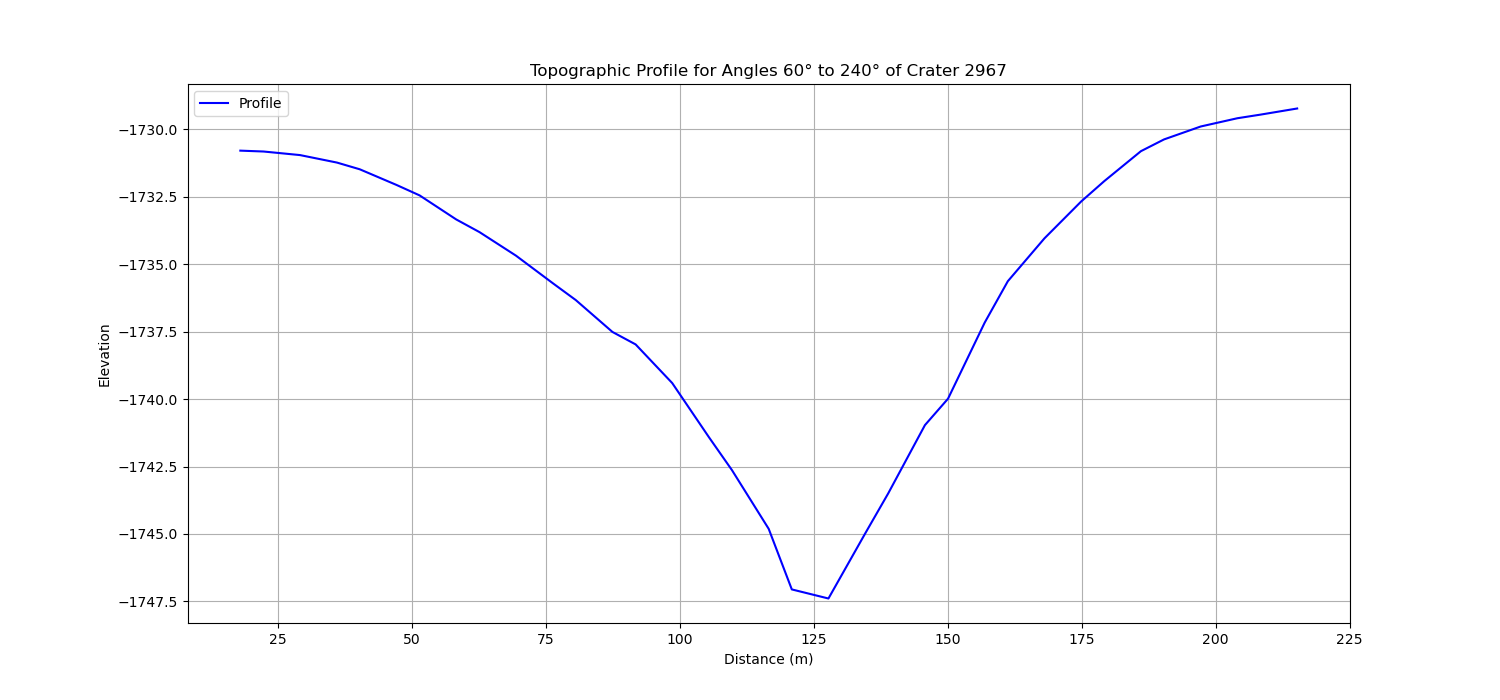 Topographic Profile for Angles 60° to 240° of Crater 2967
Profile
−1730.0
−1732.5
−1735.0
−1737.5
−1740.0
−1742.5
−1745.0
−1747.5
Elevation
25 50 75 100 125 150 175 200 225
Distance (m)